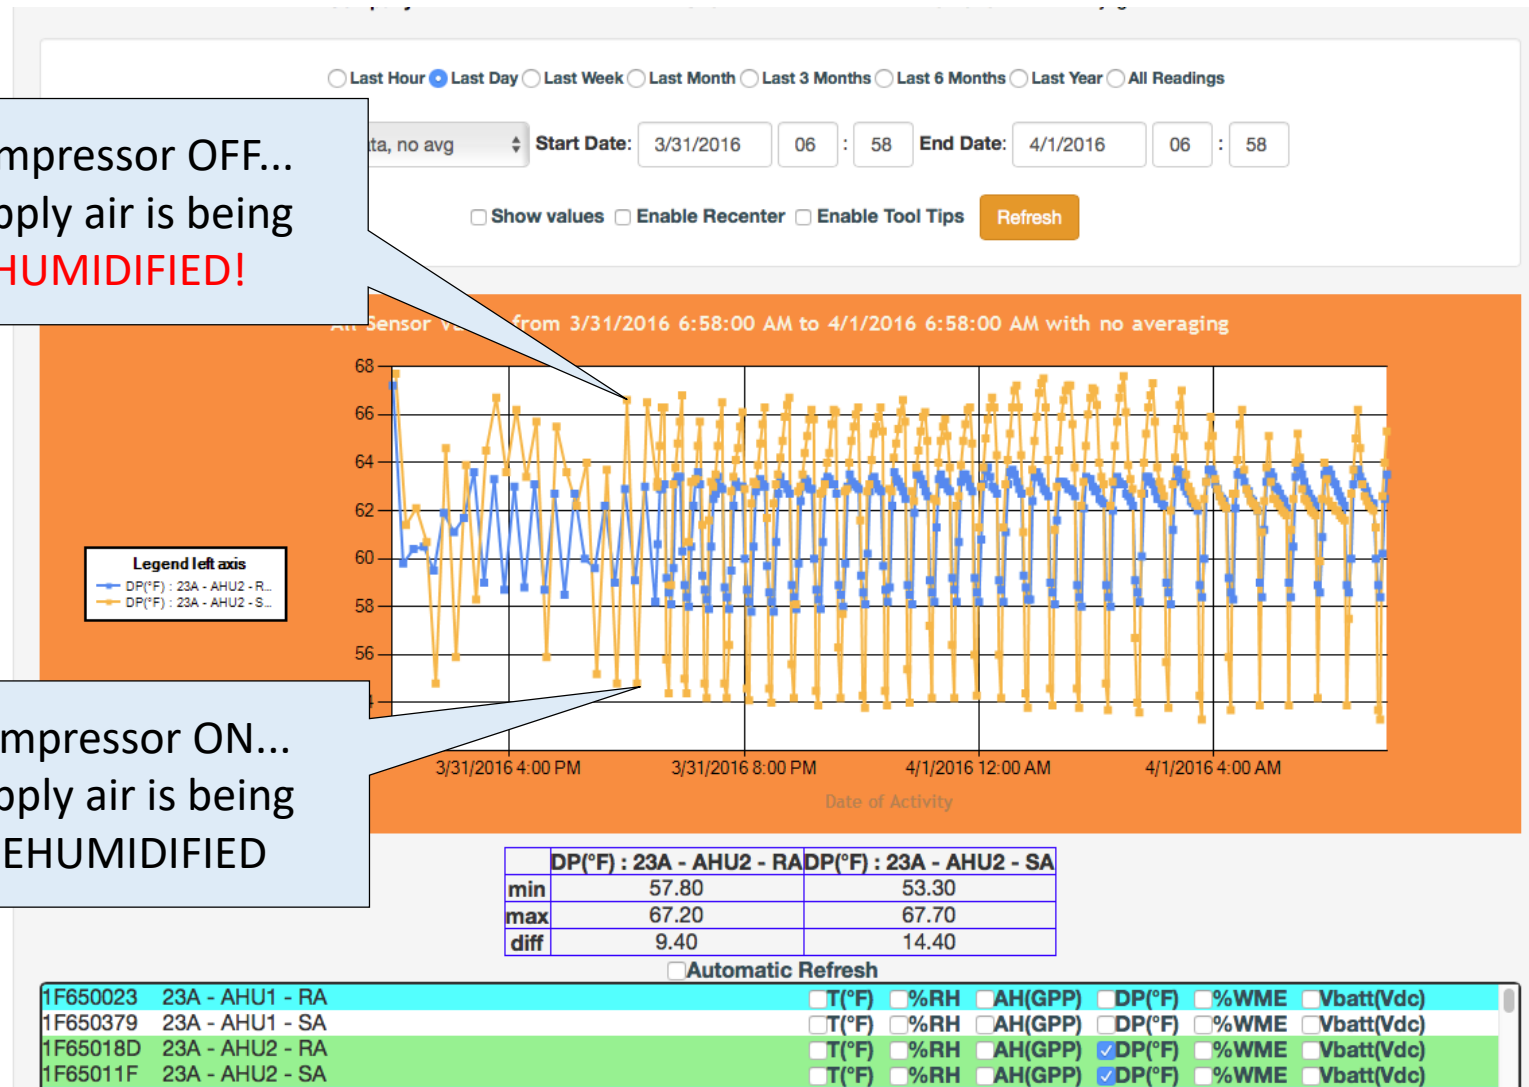 Last Hour Last Day Last Week Last Month Last 3 Months Last 6 Months Last Year All Readings
ta, no avg Start Date: 3/31/2016 06 : 58 End Date: 4/1/2016 06 : 58
Show values Enable Recenter Enable Tool Tips Refresh
mpressor OFF...
pply air is being
HUMIDIFIED!
Sensor from 3/31/2016 6:58:00 AM to 4/1/2016 6:58:00 AM with no averaging
68
66
64
62
60
58
56
4
Legend left axis
DP(°F) : 23A - AHU2 - R...
DP(°F) : 23A - AHU2 - S...
mpressor ON...
pply air is being
EHUMIDIFIED
3/31/2016 4:00 PM 3/31/2016 8:00 PM 4/1/2016 12:00 AM 4/1/2016 4:00 AM
Date of Activity
DP(°F) : 23A - AHU2 - RA DP(°F) : 23A - AHU2 - SA
min 57.80 53.30
max 67.20 67.70
diff 9.40 14.40
Automatic Refresh
1F650023 23A - AHU1 - RA T(°F) %RH AH(GPP) DP(°F) %WME Vbatt(Vdc)
1F650379 23A - AHU1 - SA T(°F) %RH AH(GPP) DP(°F) %WME Vbatt(Vdc)
1F65018D 23A - AHU2 - RA T(°F) %RH AH(GPP) DP(°F) %WME Vbatt(Vdc)
1F65011F 23A - AHU2 - SA T(°F) %RH AH(GPP) DP(°F) %WME Vbatt(Vdc)